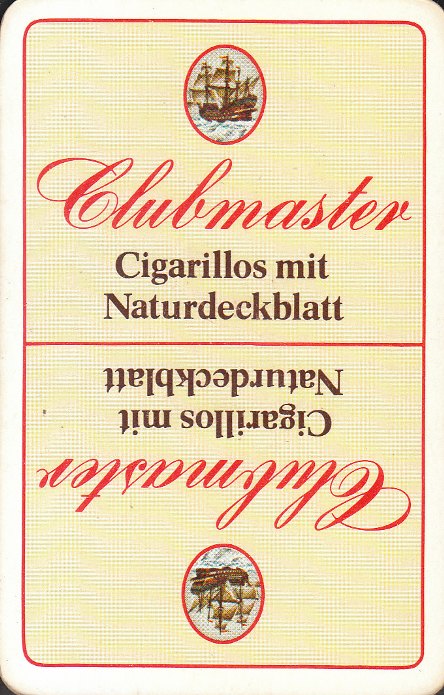 Clubmaster
Cigarillos mit
Naturdeckblatt
Clubmaster
Cigarillos mit
Naturdeckblatt